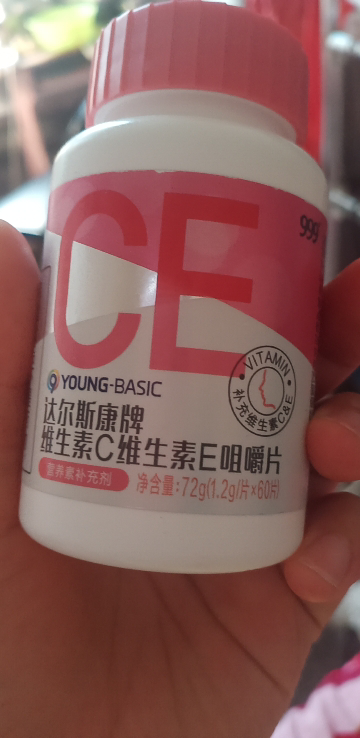 999
CE
VITAMIN
补充维生素C&E
YOUNG-BASIC
达尔斯康牌
维生素C维生素E咀嚼片
营养素补充剂
净含量:72g(1.2g/片×60片)